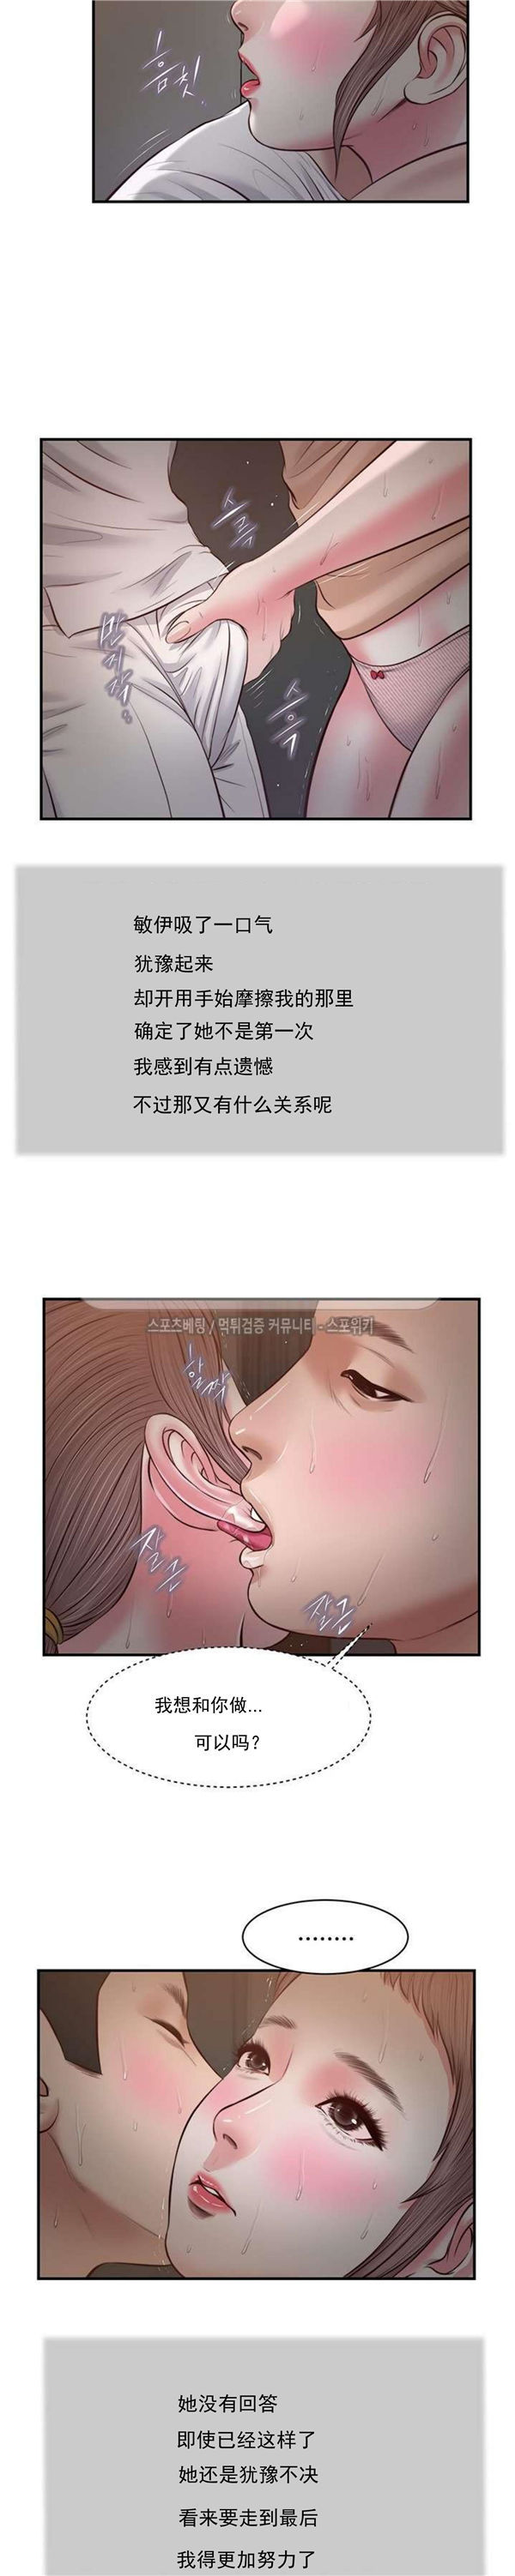 흠칫
스륵
만지작
스윽
敏伊吸了一口气
犹豫起来
却开用手始摩擦我的那里
确定了她不是第一次
我感到有点遗憾
不过那又有什么关系呢
스포츠베팅 / 먹튀검증 커뮤니티 - 스포위키
할짝
잘근
잘근
我想和你做...
可以吗?
........
她没有回答
即使已经这样了
她还是犹豫不决
看来要走到最后
我得更加努力了